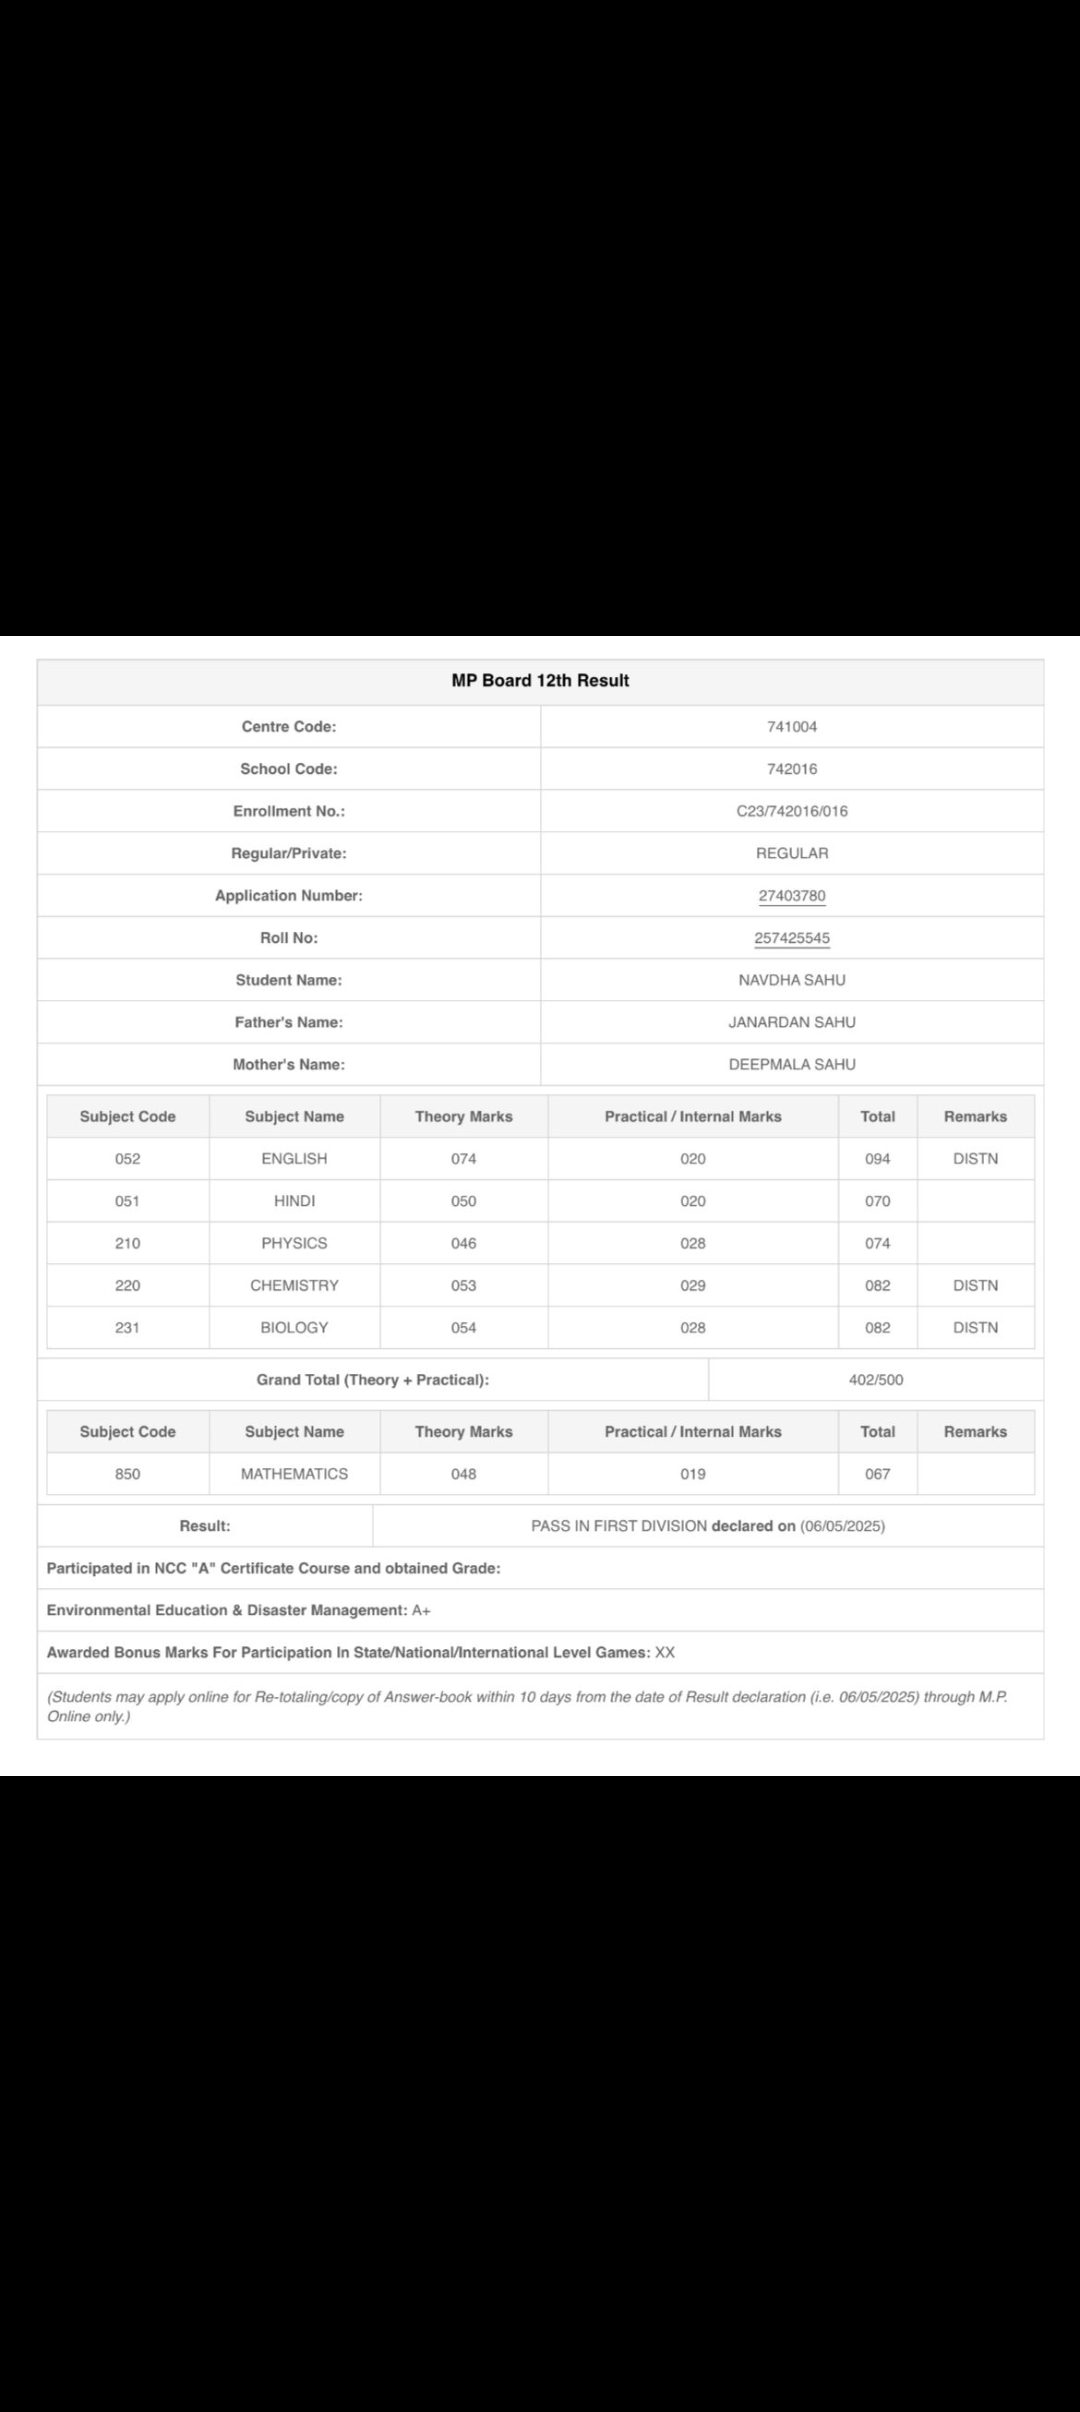 MP Board 12th Result
Centre Code: 741004
School Code: 742016
Enrollment No.: C23/742016/016
Regular/Private: REGULAR
Application Number: 27403780
Roll No: 257425545
Student Name: NAVDHA SAHU
Father's Name: JANARDAN SAHU
Mother's Name: DEEPMALA SAHU
Subject Code Subject Name Theory Marks Practical / Internal Marks Total Remarks
052 ENGLISH 074 020 094 DISTN
051 HINDI 050 020 070
210 PHYSICS 046 028 074
220 CHEMISTRY 053 029 082 DISTN
231 BIOLOGY 054 028 082 DISTN
Grand Total (Theory + Practical): 402/500
Subject Code Subject Name Theory Marks Practical / Internal Marks Total Remarks
850 MATHEMATICS 048 019 067
Result: PASS IN FIRST DIVISION declared on (06/05/2025)
Participated in NCC "A" Certificate Course and obtained Grade:
Environmental Education & Disaster Management: A+
Awarded Bonus Marks For Participation In State/National/International Level Games: XX
(Students may apply online for Re-totaling/copy of Answer-book within 10 days from the date of Result declaration (i.e. 06/05/2025) through M.P.
Online only.)